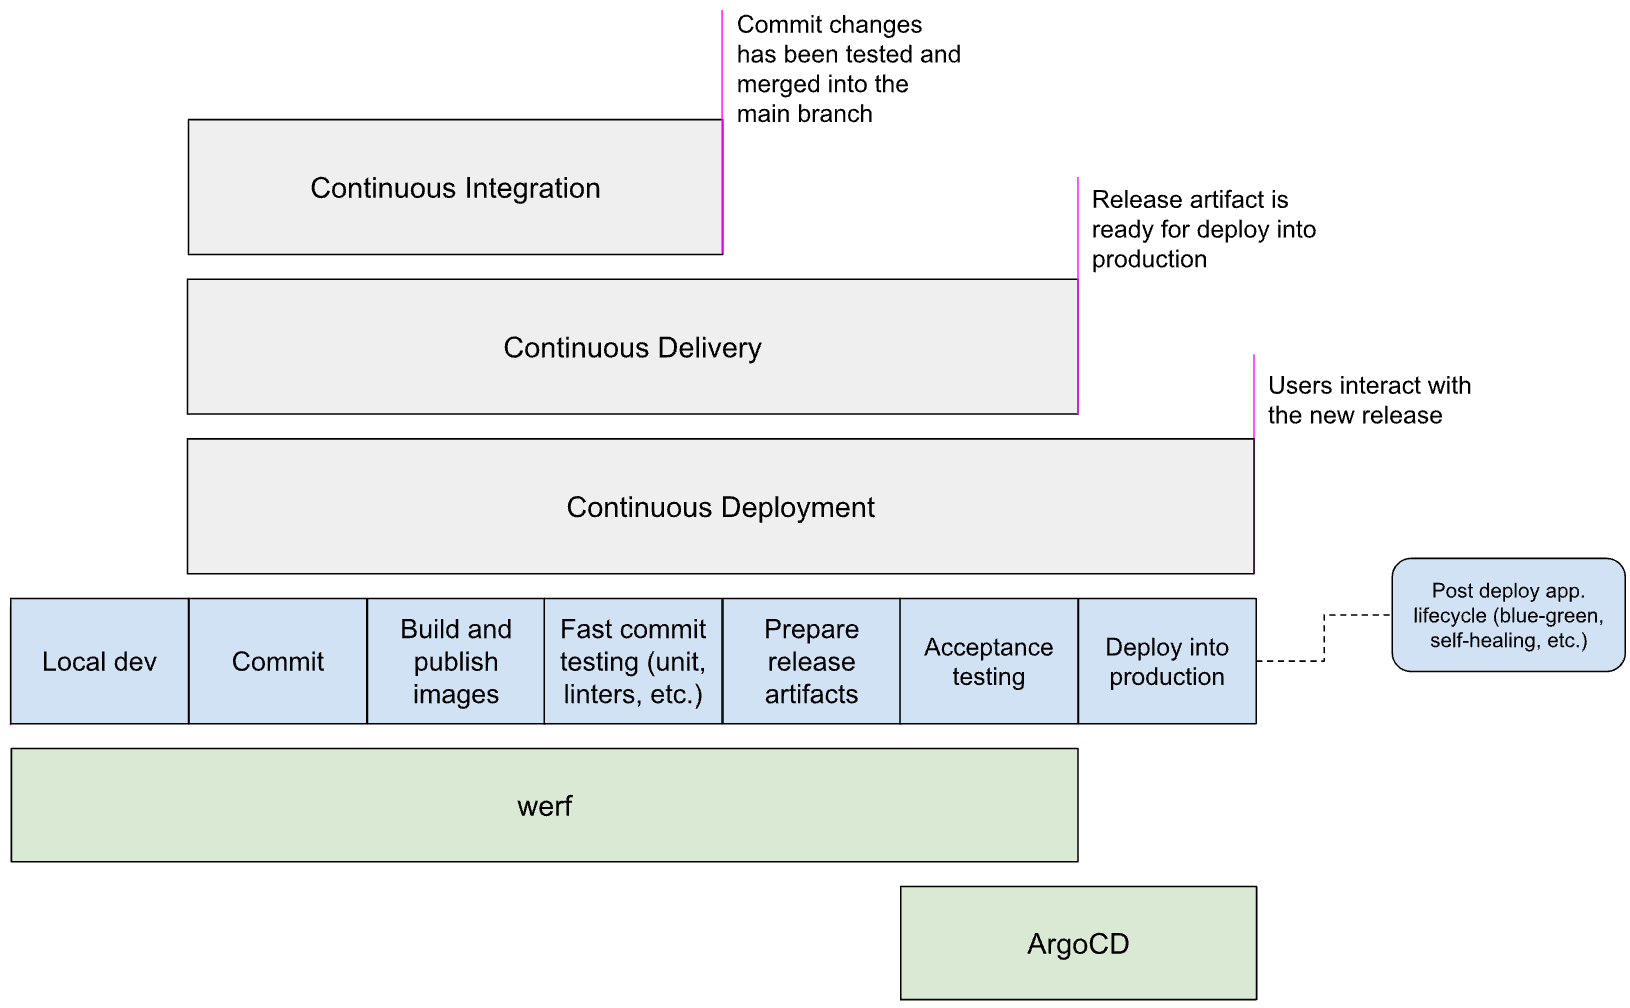 Commit changes
has been tested and
merged into the
main branch
Continuous Integration
Release artifact is
ready for deploy into
production
Continuous Delivery
Users interact with
the new release
Continuous Deployment
Post deploy app.
lifecycle (blue-green,
self-healing, etc.)
Local dev
Commit
Build and
publish
images
Fast commit
testing (unit,
linters, etc.)
Prepare
release
artifacts
Acceptance
testing
Deploy into
production
werf
ArgoCD